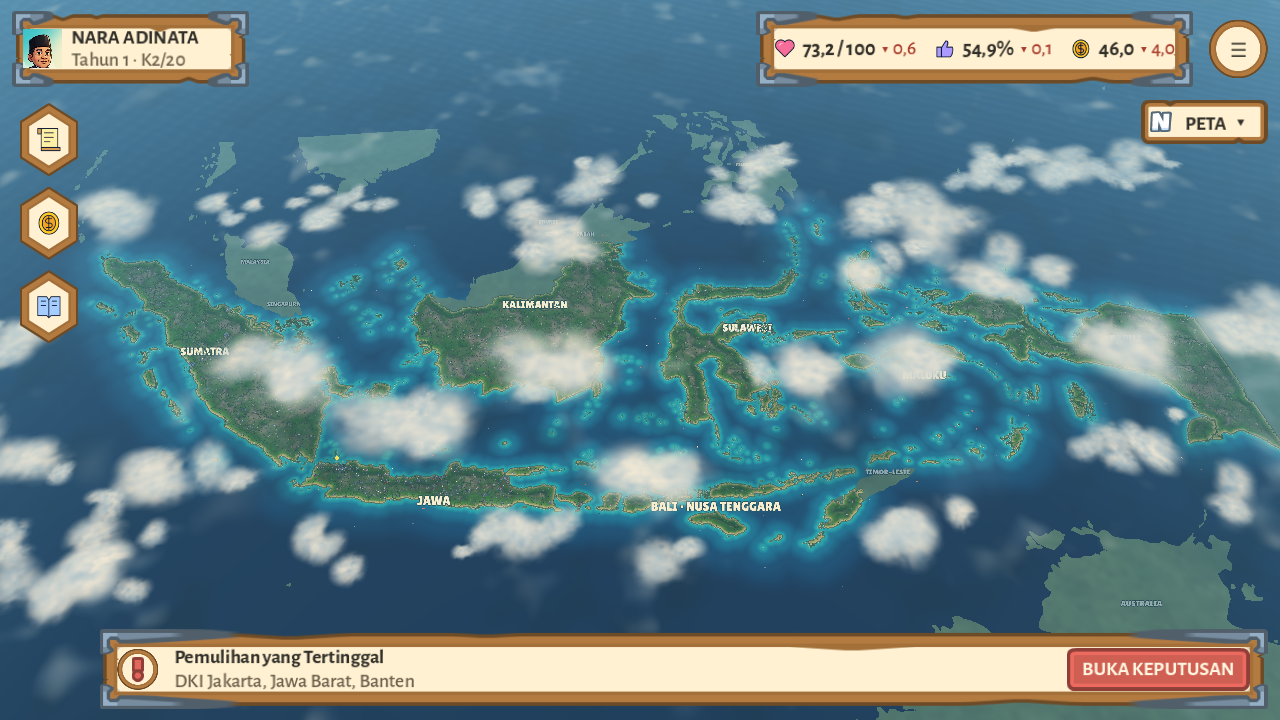 NARA ADINATA
Tahun 1 · K2/20
73,2/100 ▼ 0,6
54,9% ▼ 0,1
46,0 ▼ 4,0
PETA ▼
MALAYSIA
SINGAPURA
KALIMANTAN
SUMATRA
SULAWESI
MALUKU
TIMOR-LESTE
JAWA
BALI · NUSA TENGGARA
AUSTRALIA
Pemulihan yang Tertinggal
DKI Jakarta, Jawa Barat, Banten
BUKA KEPUTUSAN